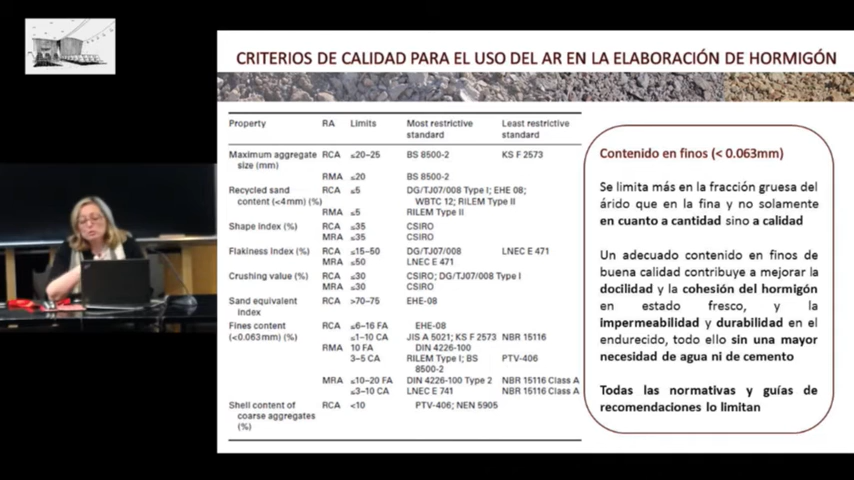 CRITERIOS DE CALIDAD PARA EL USO DEL AR EN LA ELABORACIÓN DE HORMIGÓN
Property RA Limits Most restrictive standard Least restrictive standard
Maximum aggregate size (mm) RCA ≤20–25 BS 8500-2 KS F 2573
RMA ≤20 BS 8500-2
Recycled sand content (<4mm) (%) RCA ≤5 DG/TJ07/008 Type I; EHE 08; WBTC 12; RILEM Type II
RMA ≤5 RILEM Type II
Shape index (%) RCA ≤35 CSIRO
MRA ≤35 CSIRO
Flakiness Index (%) RCA ≤15–50 DG/TJ07/008 LNEC E 471
MRA ≤50 LNEC E 471
Crushing value (%) RCA ≤30 CSIRO; DG/TJ07/008 Type I
MRA ≤30 CSIRO
Sand equivalent index RCA >70–75 EHE-08
Fines content (<0.063mm) (%) RCA ≤6–16 FA EHE-08
≤1–10 CA JIS A 5021; KS F 2573 NBR 15116
RMA 10 FA DIN 4226-100
3–5 CA RILEM Type I; BS 8500-2 PTV-406
MRA ≤10–20 FA DIN 4226-100 Type 2 NBR 15116 Class A
≤3–10 CA LNEC E 741 NBR 15116 Class A
Shell content of coarse aggregates (%) RCA <10 PTV-406; NEN 5905
Contenido en finos (< 0.063mm)
Se limita más en la fracción gruesa del
árido que en la fina y no solamente
en cuanto a cantidad sino a calidad
Un adecuado contenido en finos de
buena calidad contribuye a mejorar la
docilidad y la cohesión del hormigón
en estado fresco, y la
impermeabilidad y durabilidad en el
endurecido, todo ello sin una mayor
necesidad de agua ni de cemento
Todas las normativas y guías de
recomendaciones lo limitan